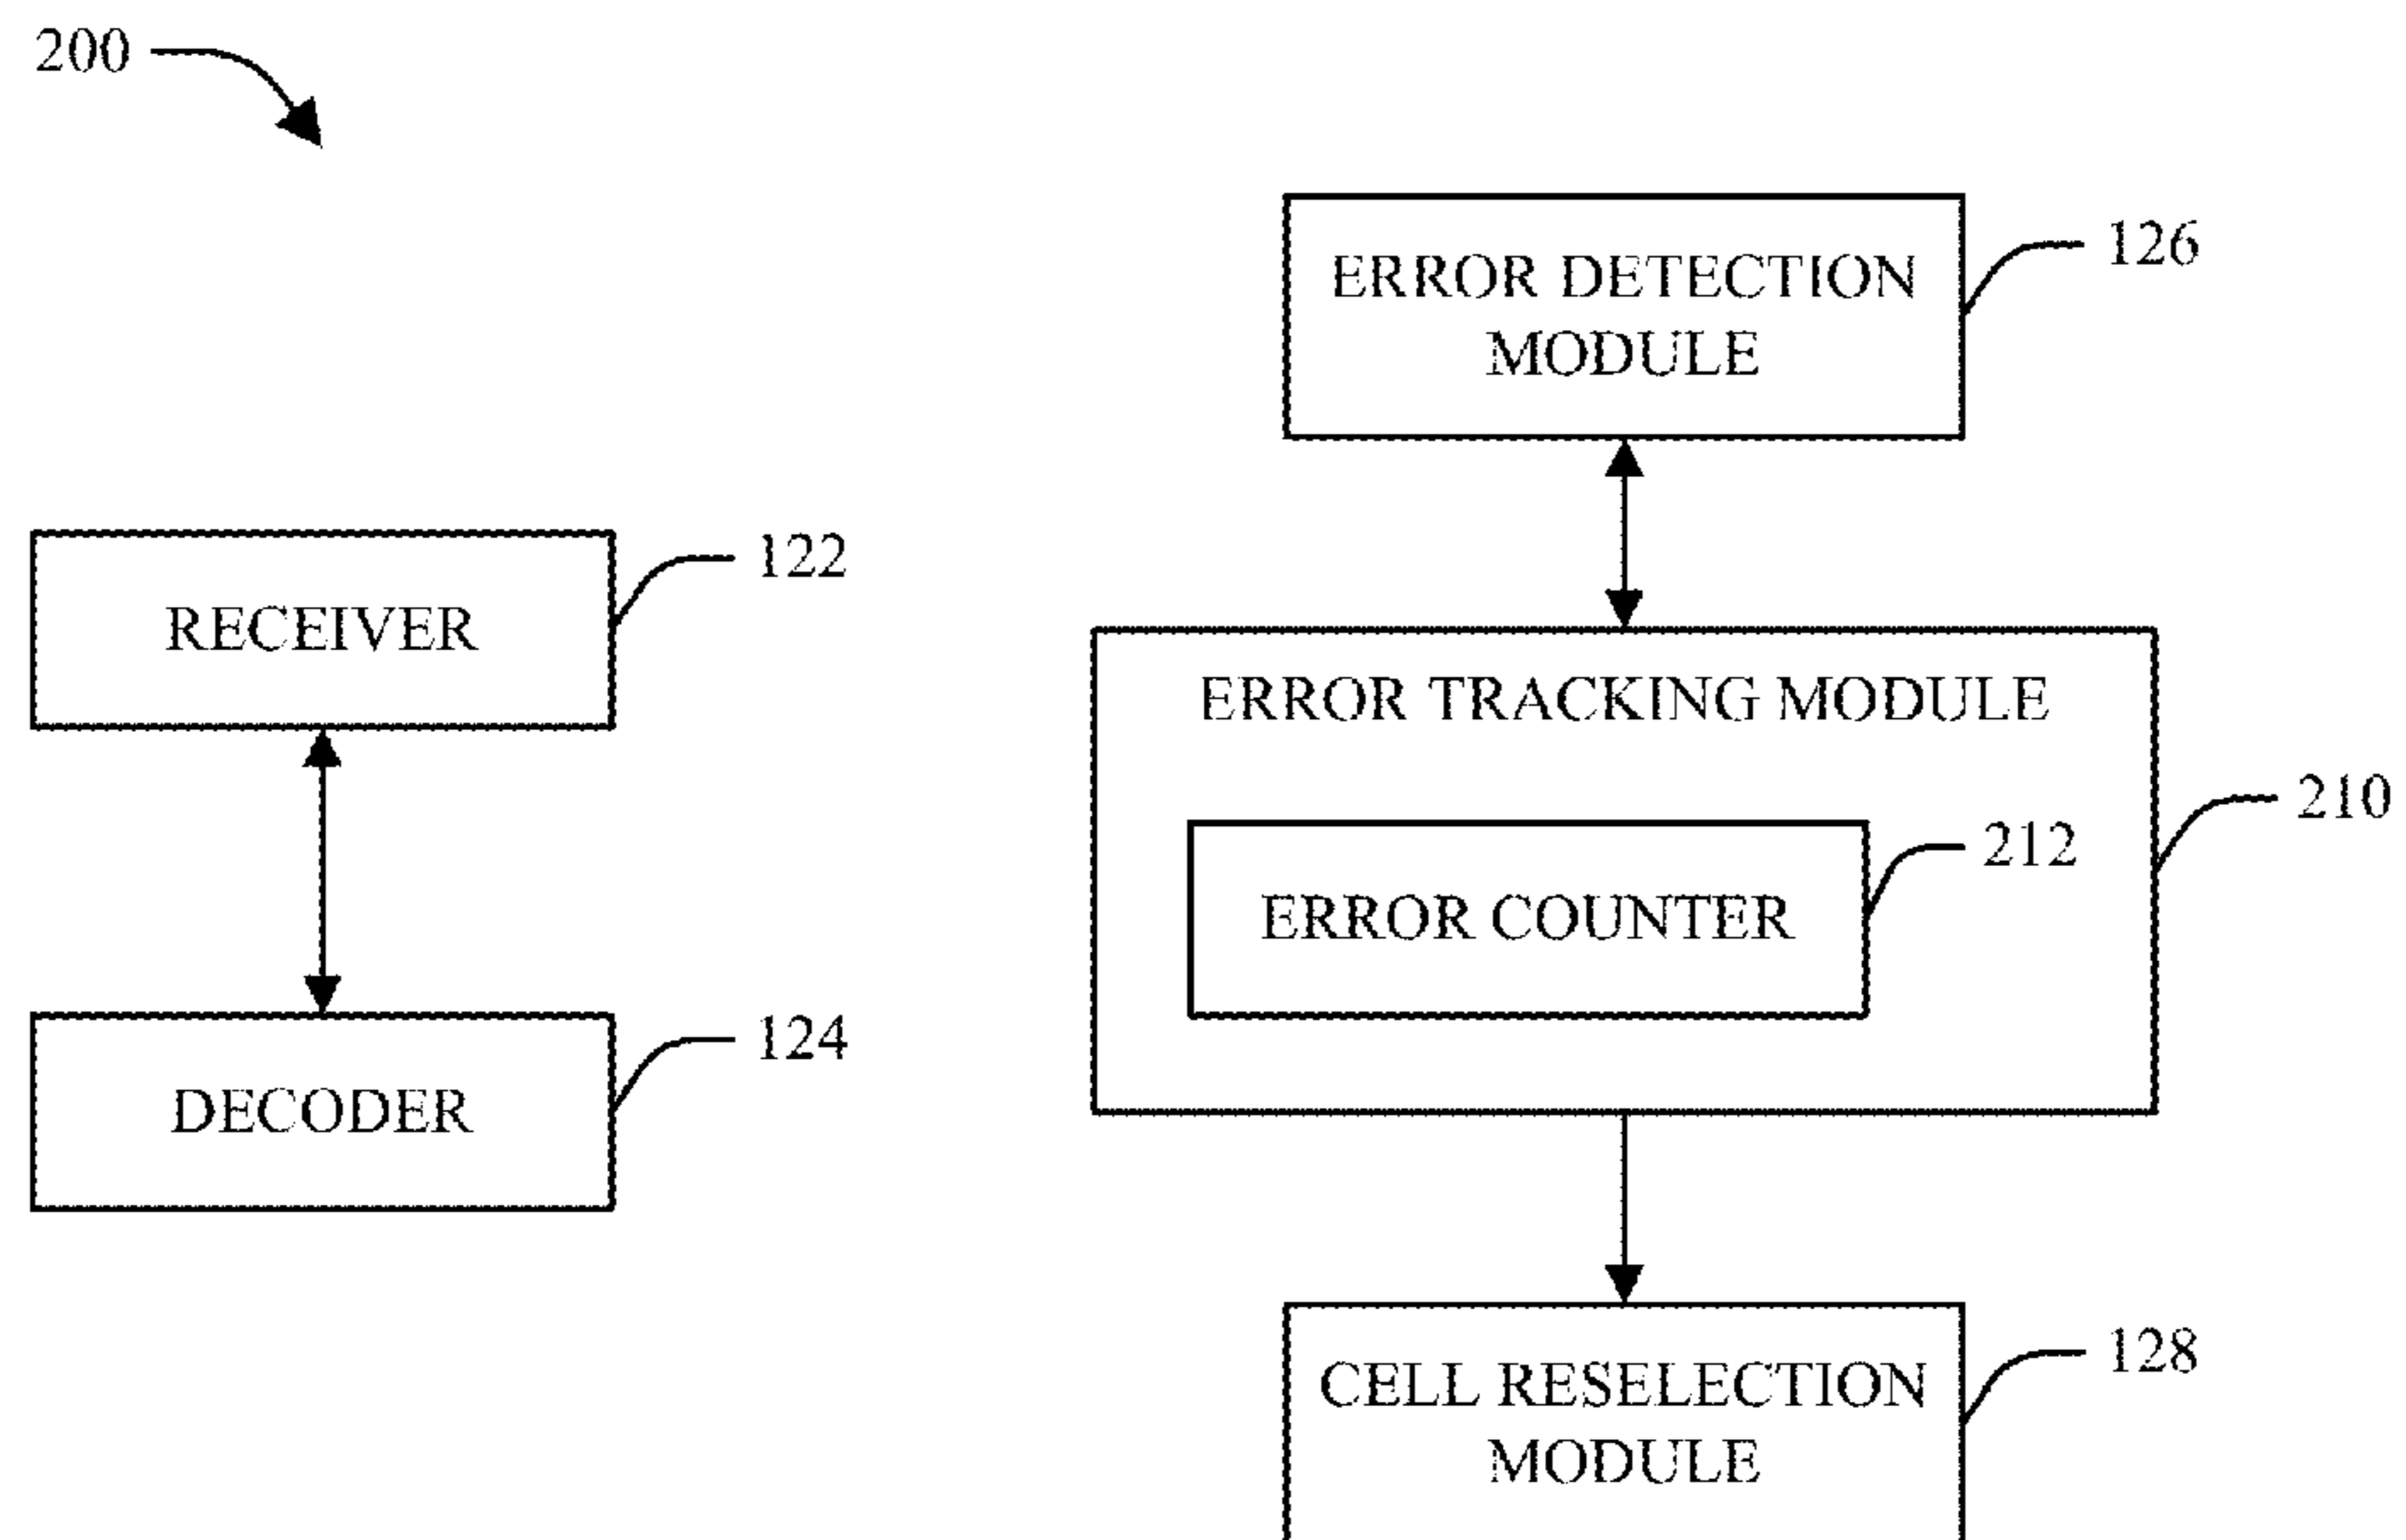 200
ERROR DETECTION
MODULE
126
RECEIVER
122
ERROR TRACKING MODULE
210
ERROR COUNTER
212
DECODER
124
CELL RESELECTION
MODULE
128